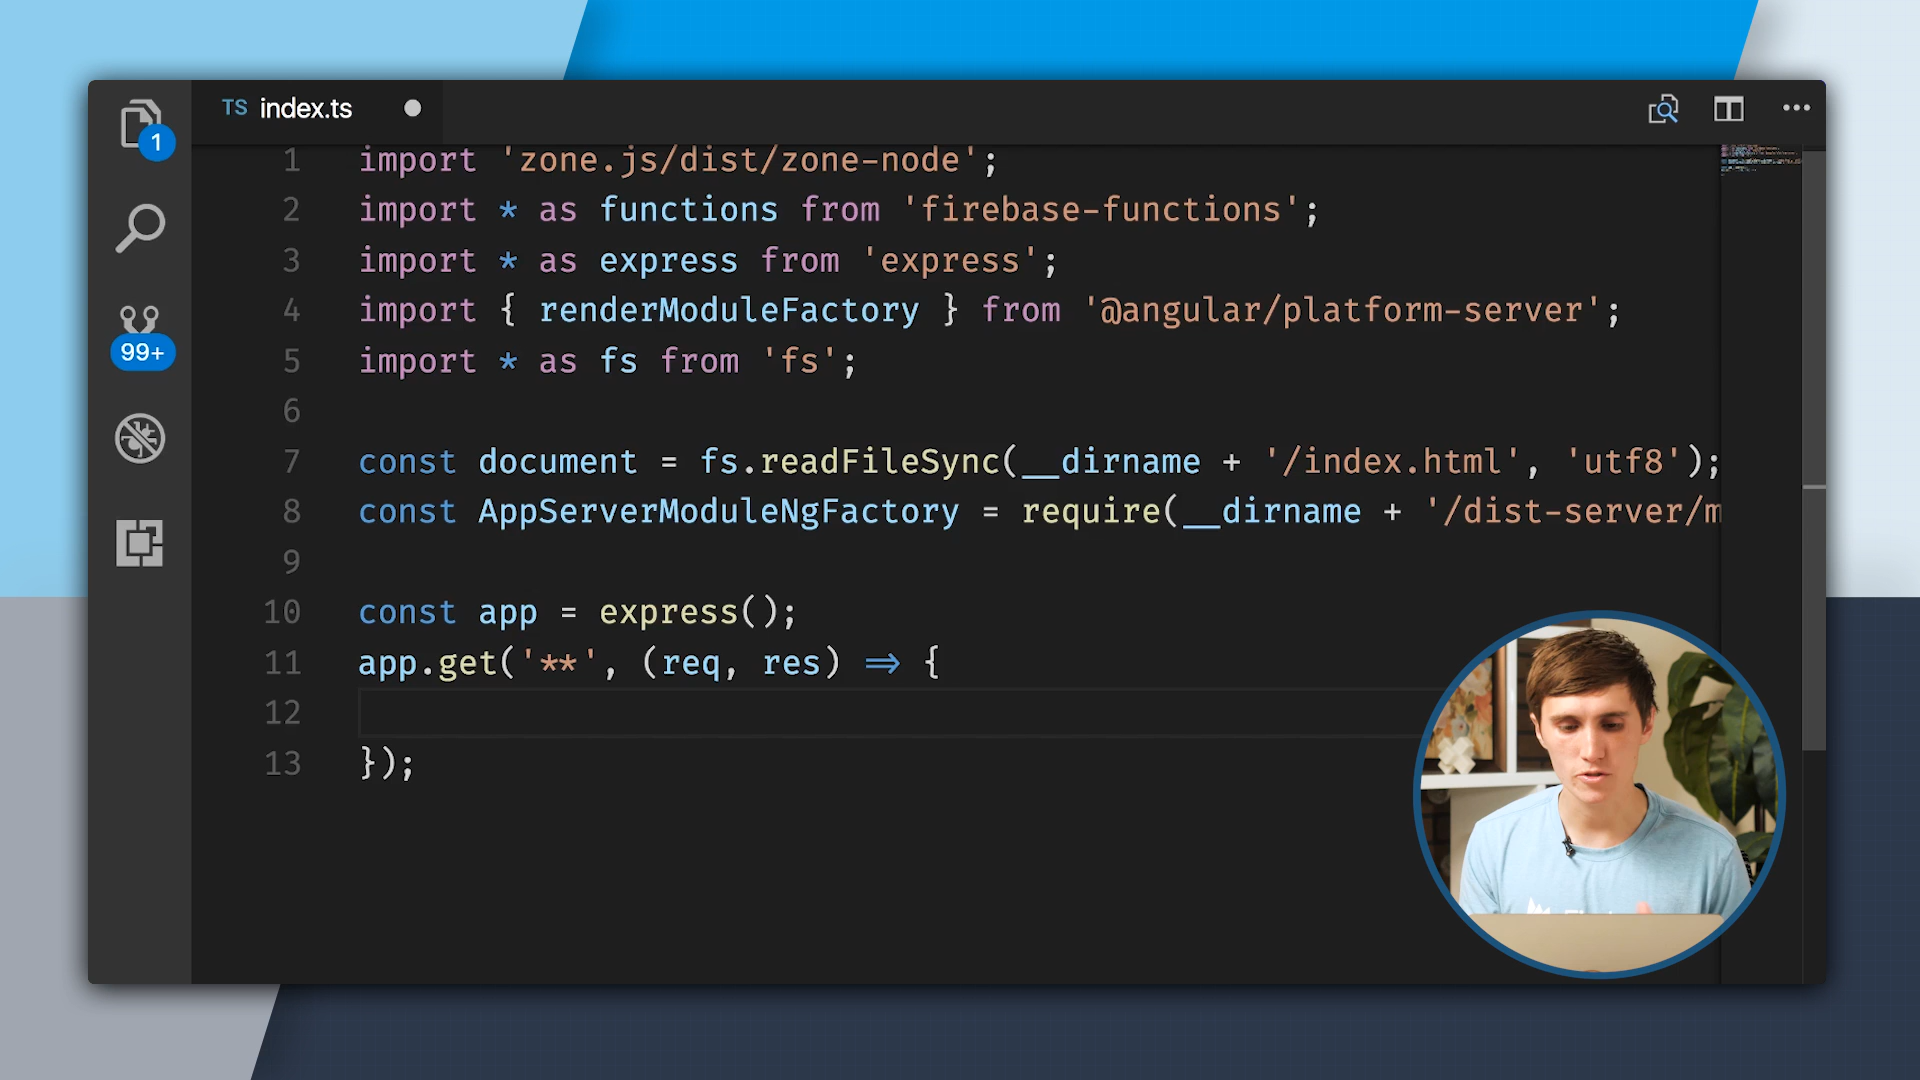 TS index.ts
1
99+
1 import 'zone.js/dist/zone-node';
2 import * as functions from 'firebase-functions';
3 import * as express from 'express';
4 import { renderModuleFactory } from '@angular/platform-server';
5 import * as fs from 'fs';
6
7 const document = fs.readFileSync(__dirname + '/index.html', 'utf8');
8 const AppServerModuleNgFactory = require(__dirname + '/dist-server/m
9
10 const app = express();
11 app.get('**', (req, res) => {
12
13 });